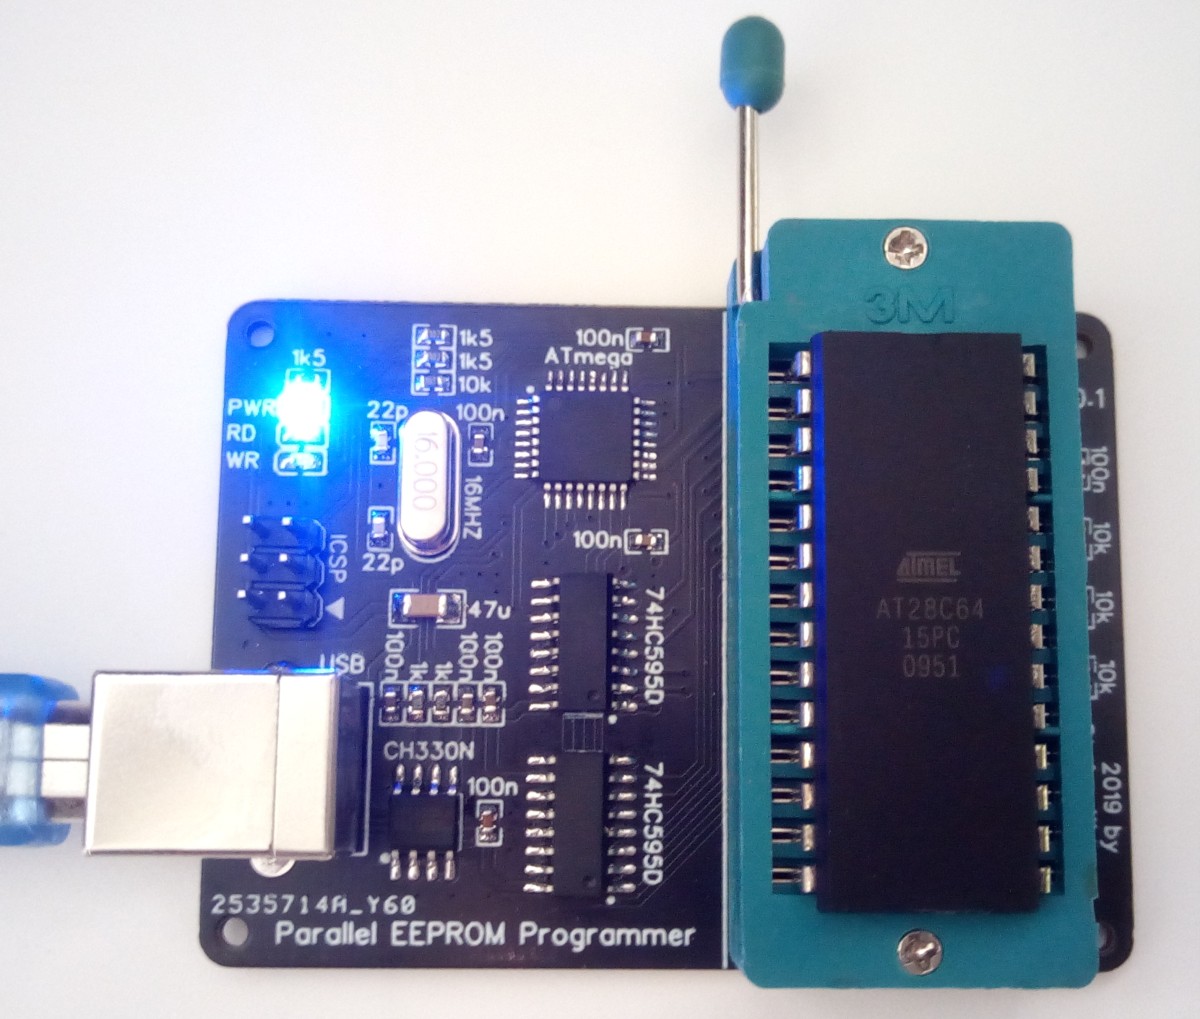 3M
1k5
PWR
RD
WR
1k5
1k5
10k
100n
ATmega
22p
100n
16.000
16MHZ
22p
100n
ICSP
47u
USB
100n
1k
1k
100n
100n
74HC595D
CH330N
100n
74HC595D
2535714A_Y60
Parallel EEPROM Programmer
ATMEL
AT28C64
15PC
0951
0.1
100n
10k
10k
10k
2019 by